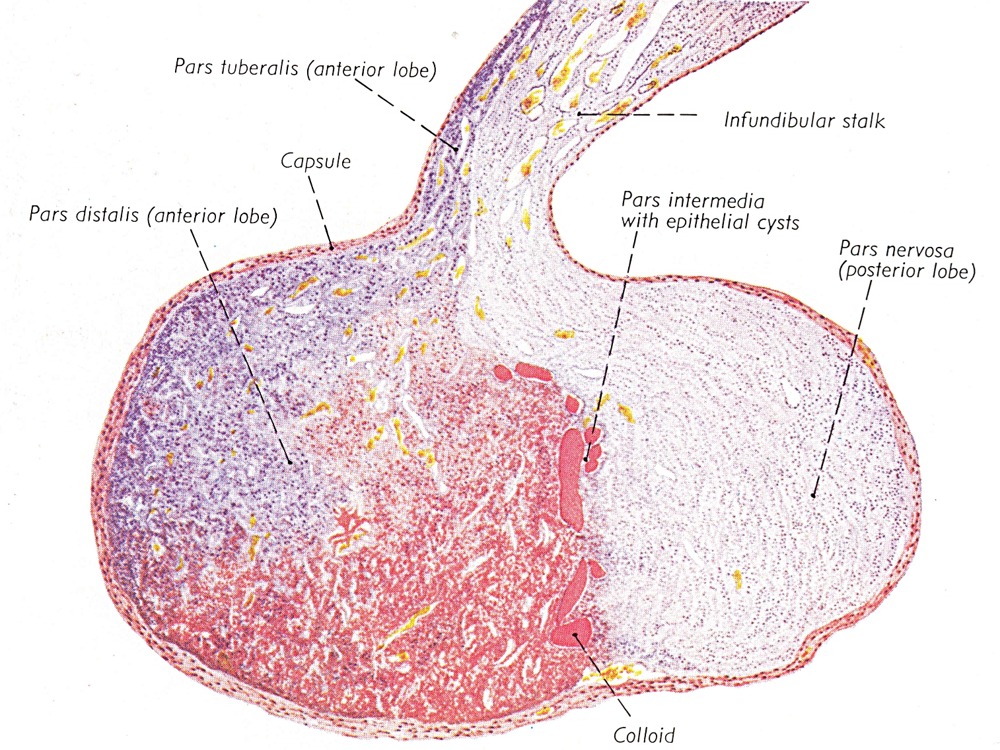 Pars tuberalis (anterior lobe)
Infundibular stalk
Capsule
Pars intermedia
with epithelial cysts
Pars distalis (anterior lobe)
Pars nervosa
(posterior lobe)
Colloid